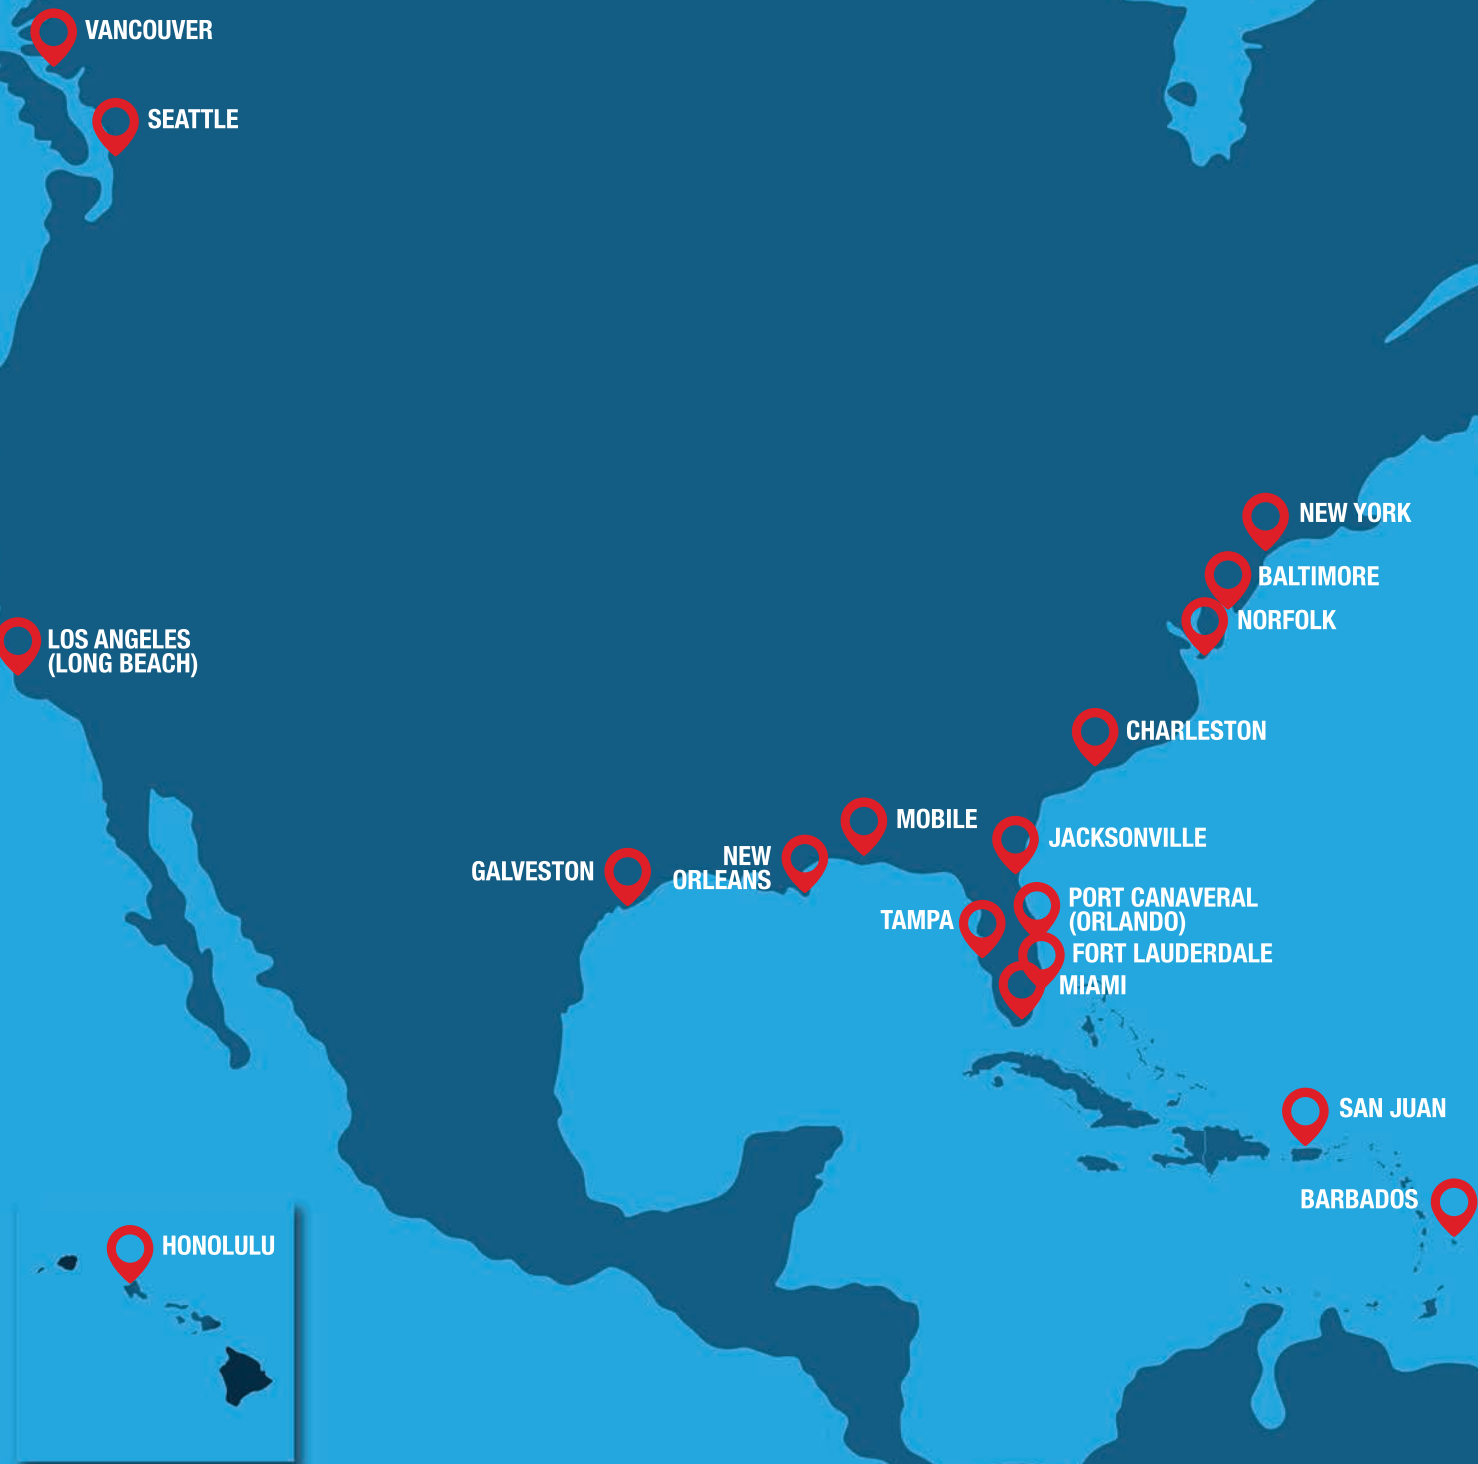 VANCOUVER
SEATTLE
NEW YORK
BALTIMORE
NORFOLK
LOS ANGELES
(LONG BEACH)
CHARLESTON
MOBILE
JACKSONVILLE
NEW
ORLEANS
GALVESTON
PORT CANAVERAL
(ORLANDO)
TAMPA
FORT LAUDERDALE
MIAMI
SAN JUAN
BARBADOS
HONOLULU